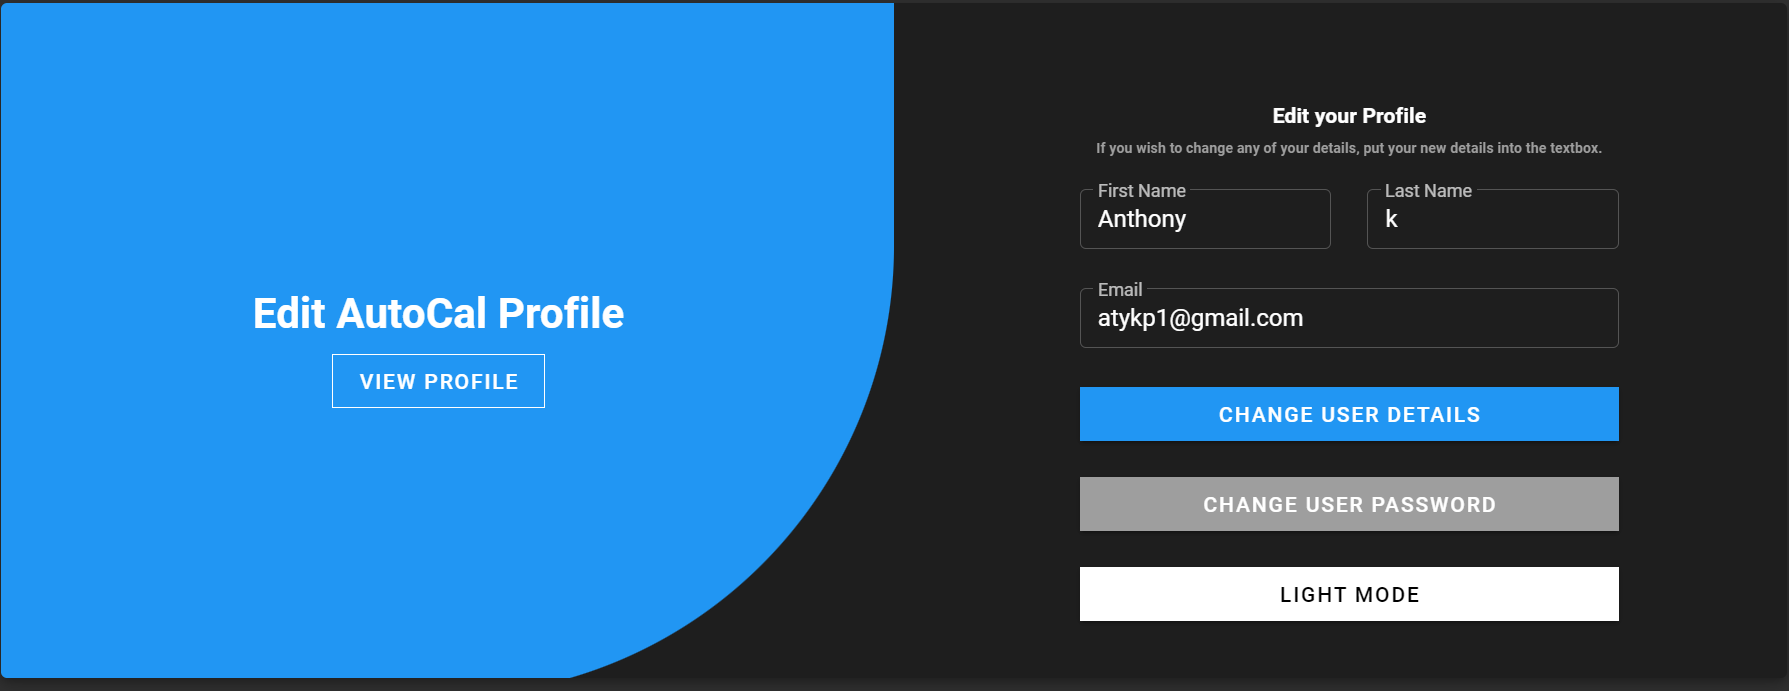 Edit AutoCal Profile
VIEW PROFILE
Edit your Profile
If you wish to change any of your details, put your new details into the textbox.
First Name
Anthony
Last Name
k
Email
atykp1@gmail.com
CHANGE USER DETAILS
CHANGE USER PASSWORD
LIGHT MODE